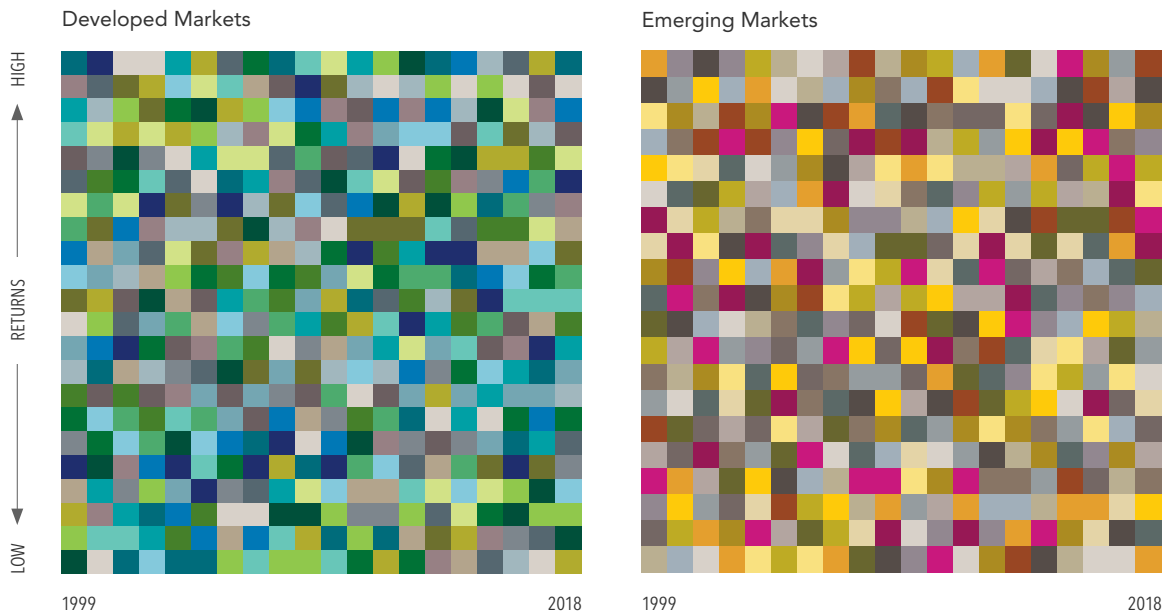 Developed Markets
Emerging Markets
HIGH
RETURNS
LOW
1999
2018
1999
2018